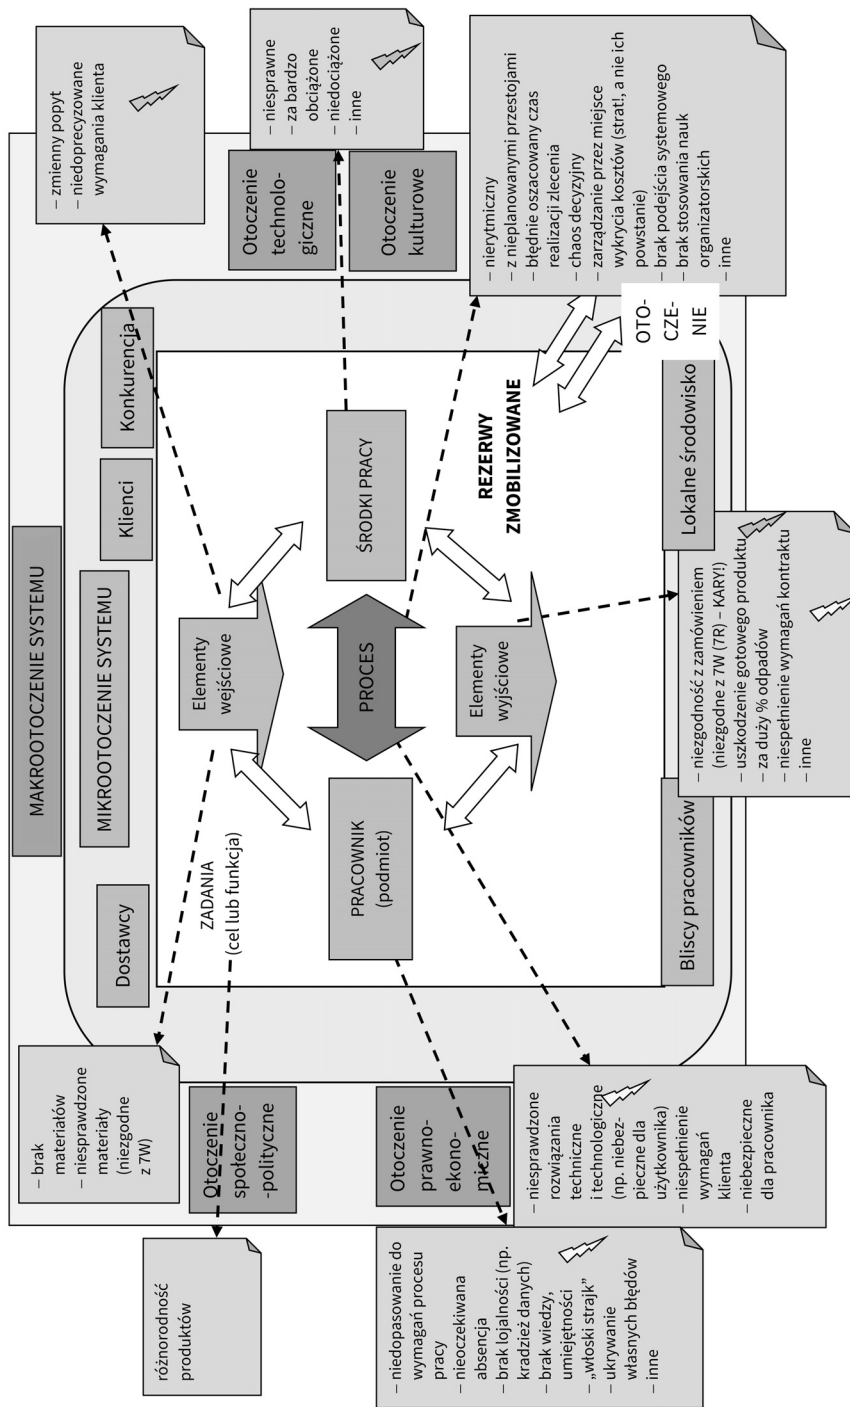 MAKROOTOCZENIE SYSTEMU
– brak
materiałów
– niesprawdzone
materiały
(niezgodne
z 7W)
– zmienny popyt
– niedoprecyzowane
wymagania klienta
MIKROOTOCZENIE SYSTEMU
Dostawcy
Klienci
Konkurencja
różnorodność
produktów
Otoczenie
społeczno-
-polityczne
ZADANIA
(cel lub funkcja)
Elementy
wejściowe
Otoczenie
technolo-
giczne
– niesprawne
– za bardzo
obciążone
– niedociążone
– inne
PRACOWNIK
(podmiot)
PROCES
ŚRODKI PRACY
Otoczenie
prawno-
ekono-
miczne
Otoczenie
kulturowe
Elementy
wyjściowe
REZERWY
ZMOBILIZOWANE
– niedopasowanie do
wymagań procesu
pracy
– nieoczekiwana
absencja
– brak lojalności (np.
kradzież danych)
– brak wiedzy,
umiejętności
– „włoski strajk”
– ukrywanie
własnych błędów
– inne
– niesprawdzone
rozwiązania
techniczne
i technologiczne
(np. niebez-
pieczne dla
użytkownika)
– niespełnienie
wymagań
klienta
– niebezpieczne
dla pracownika
– nierytmiczny
– z nieplanowanymi przestojami
– błędnie oszacowany czas
realizacji zlecenia
– chaos decyzyjny
– zarządzanie przez miejsce
wykrycia kosztów (strat!, a nie ich
powstanie)
– brak podejścia systemowego
– brak stosowania nauk
organizatorskich
– inne
OTO-
CZE-
NIE
Bliscy pracowników
Lokalne środowisko
– niezgodność z zamówieniem
(niezgodne z 7W (7R) – KARY!)
– uszkodzenie gotowego produktu
– za duży % odpadów
– niespełnienie wymagań kontraktu
– inne